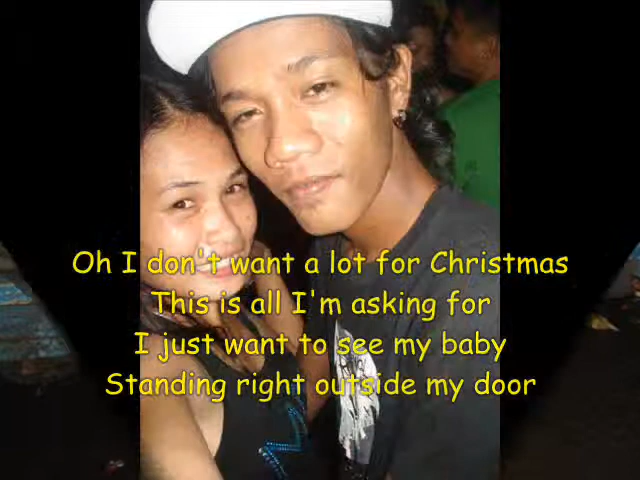 Oh I don't want a lot for Christmas
This is all I'm asking for
I just want to see my baby
Standing right outside my door